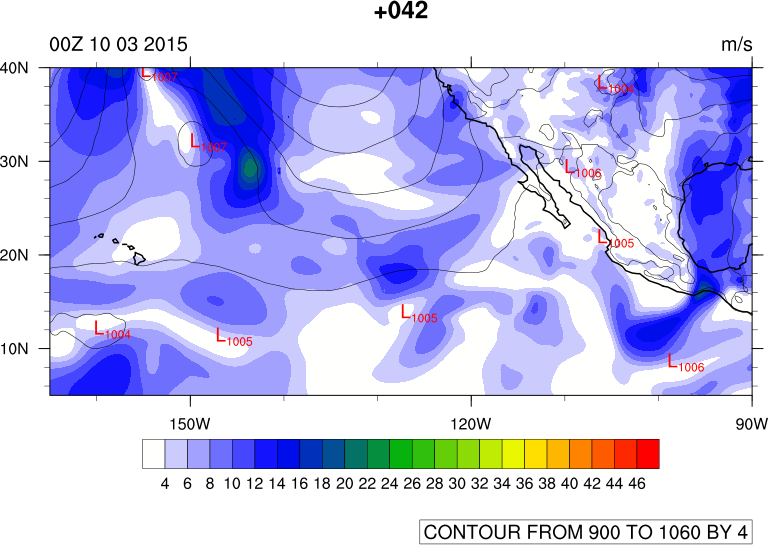 +042
00Z 10 03 2015 m/s
40N
L1007
L1004
L1007
30N
L1006
L1005
20N
L1005
L1004
L1005
10N
L1006
150W 120W 90W
4 6 8 10 12 14 16 18 20 22 24 26 28 30 32 34 36 38 40 42 44 46
CONTOUR FROM 900 TO 1060 BY 4